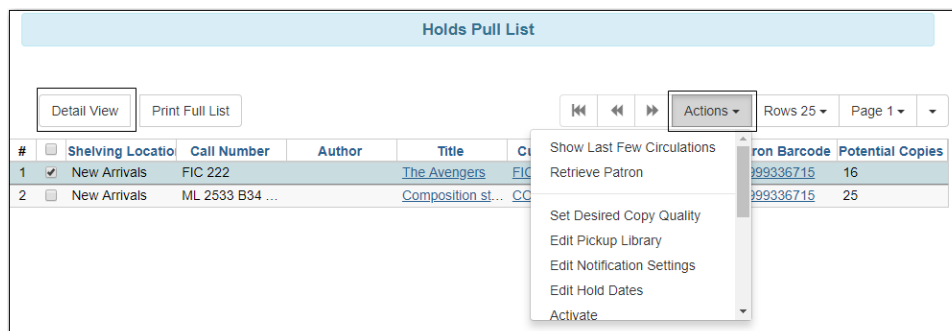 Holds Pull List
Detail View Print Full List Actions Rows 25 Page 1
# Shelving Locatio Call Number Author Title Cu ron Barcode Potential Copies
1 New Arrivals FIC 222 The Avengers FIC 999336715 16
2 New Arrivals ML 2533 B34 ... Composition st... CO 999336715 25
Show Last Few Circulations
Retrieve Patron
Set Desired Copy Quality
Edit Pickup Library
Edit Notification Settings
Edit Hold Dates
Activate